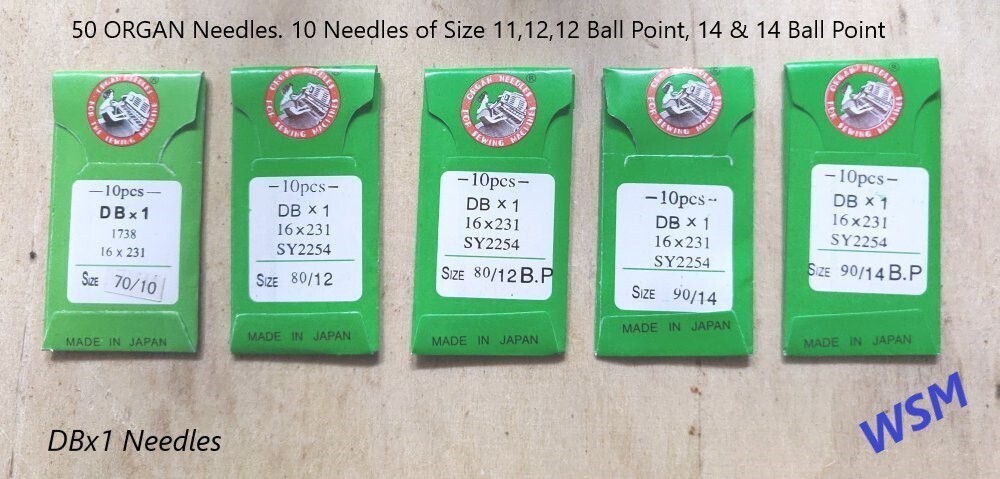 50 ORGAN Needles. 10 Needles of Size 11,12,12 Ball Point, 14 & 14 Ball Point
ORGAN NEEDLES ®
FOR SEWING MACHINES
—10pcs—
DB x 1
1738
16 x 231
SIZE 70/10
MADE IN JAPAN
ORGAN NEEDLES ®
FOR SEWING MACHINES
-10pcs-
DB x 1
16 x 231
SY2254
SIZE 80/12
MADE IN JAPAN
ORGAN NEEDLES ®
FOR SEWING MACHINES
-10pcs-
DB x 1
16 x 231
SY2254
SIZE 80/12 B.P
MADE IN JAPAN
ORGAN NEEDLES ®
FOR SEWING MACHINES
-10pcs-
DB x 1
16 x 231
SY2254
SIZE 90/14
MADE IN JAPAN
ORGAN NEEDLES ®
FOR SEWING MACHINES
-10pcs-
DB x 1
16 x 231
SY2254
SIZE 90/14 B.P
MADE IN JAPAN
DBx1 Needles
WSM